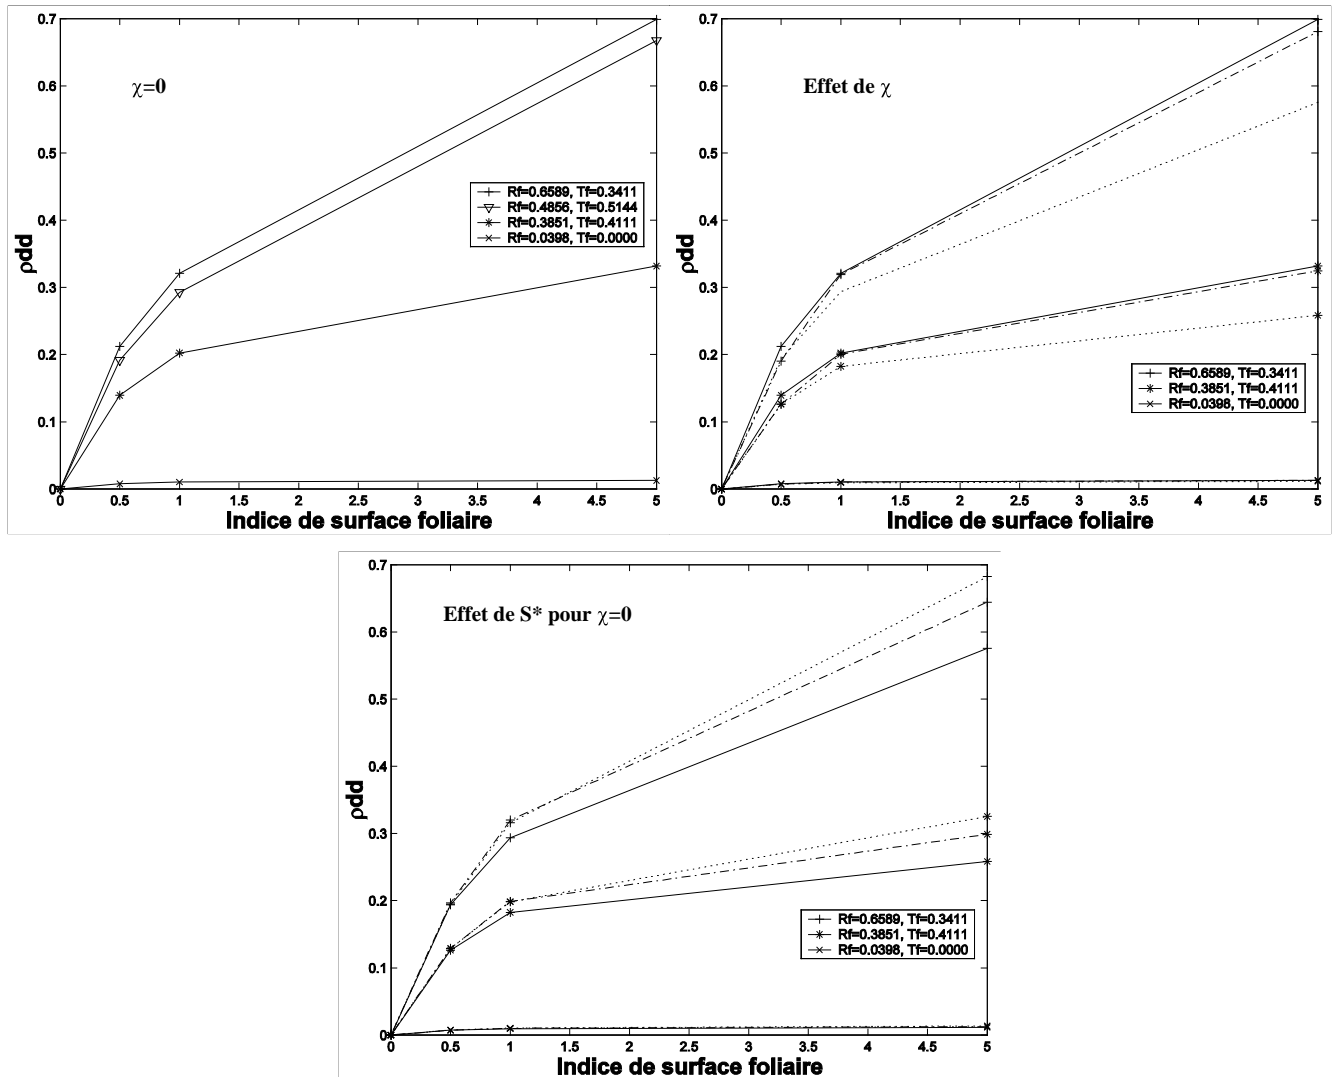 χ=0
0.7
0.6
0.5
0.4
0.3
0.2
0.1
0
ρdd
Rf=0.6589, Tf=0.3411
Rf=0.4856, Tf=0.5144
Rf=0.3851, Tf=0.4111
Rf=0.0398, Tf=0.0000
0 0.5 1 1.5 2 2.5 3 3.5 4 4.5 5
Indice de surface foliaire
Effet de χ
0.7
0.6
0.5
0.4
0.3
0.2
0.1
0
ρdd
Rf=0.6589, Tf=0.3411
Rf=0.3851, Tf=0.4111
Rf=0.0398, Tf=0.0000
0 0.5 1 1.5 2 2.5 3 3.5 4 4.5 5
Indice de surface foliaire
Effet de S* pour χ=0
0.7
0.6
0.5
0.4
0.3
0.2
0.1
0
ρdd
Rf=0.6589, Tf=0.3411
Rf=0.3851, Tf=0.4111
Rf=0.0398, Tf=0.0000
0 0.5 1 1.5 2 2.5 3 3.5 4 4.5 5
Indice de surface foliaire